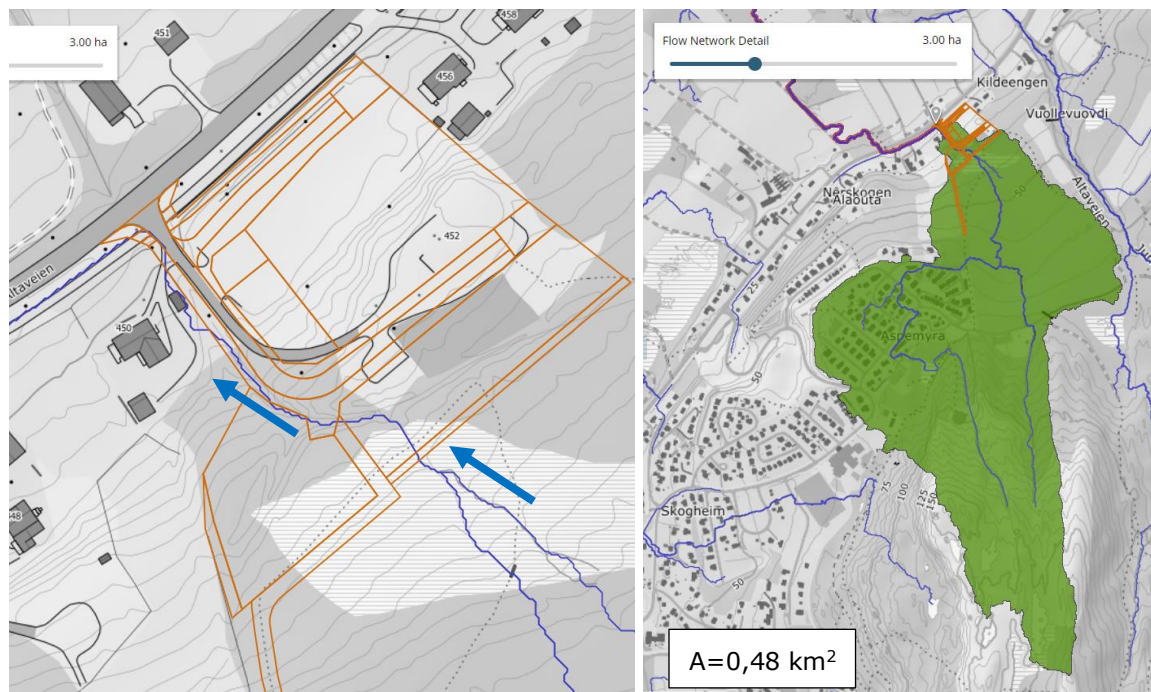 3.00 ha
451
458
456
452
Altaveien
450
48
Flow Network Detail
3.00 ha
Kildeengen
Vuollevuovdi
Altaveien
Nerskogen
Alaouta
25
50
Aspemyra
50
Skogheim
75
100
125
150
50
A=0,48 km²